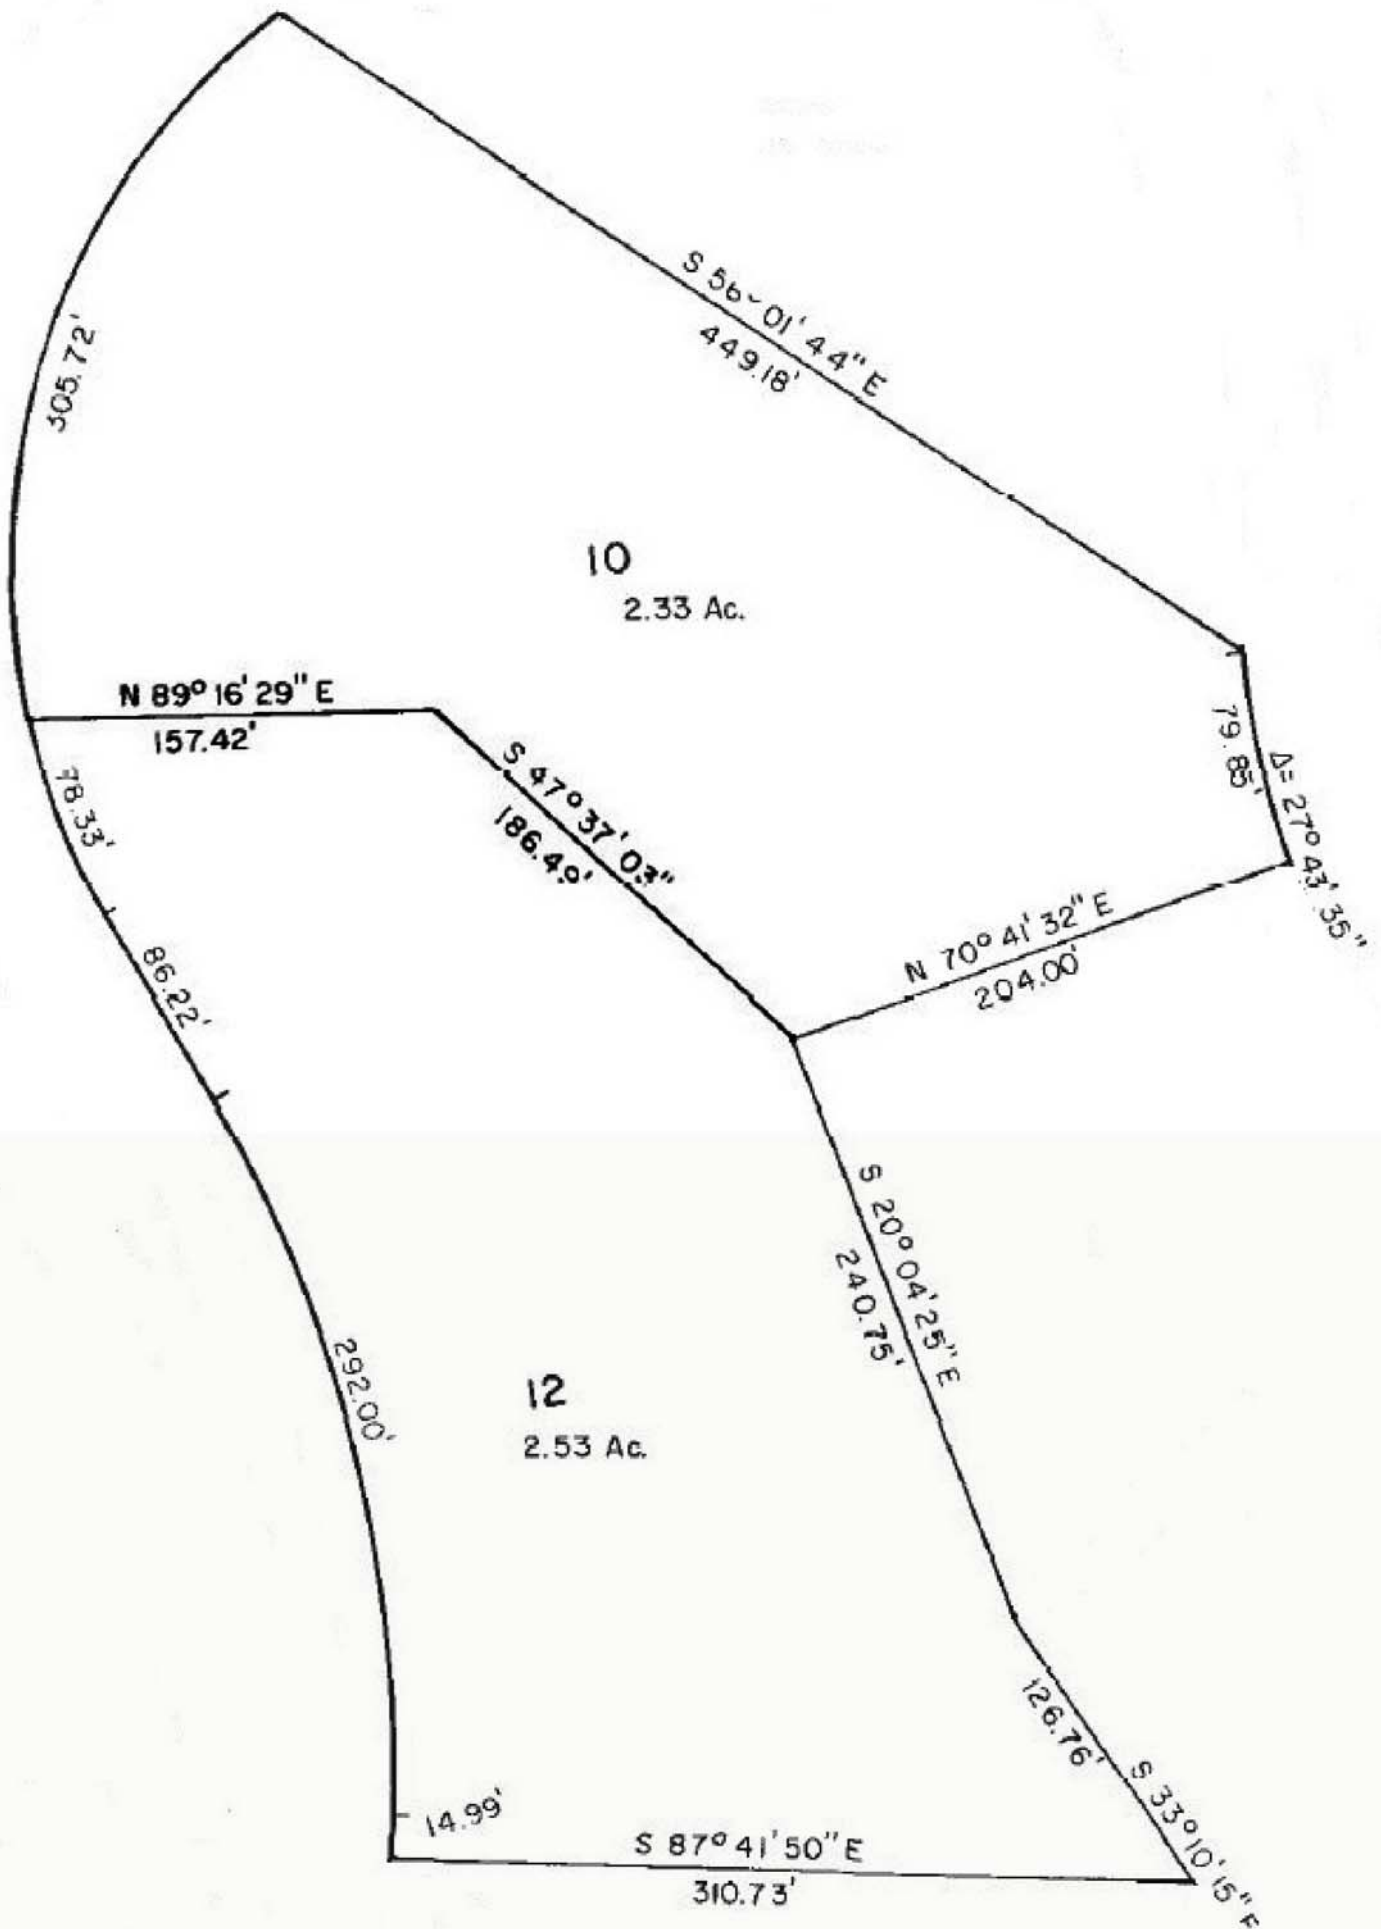 S 56~01'44" E
449.18'
305.72'
10
2.33 Ac.
N 89° 16' 29" E
157.42'
S 47° 37' 03"
186.49'
79.85'
Δ= 27° 43' 35"
78.33'
N 70° 41' 32" E
204.00'
86.22'
S 20° 04' 25" E
240.75'
292.00'
12
2.53 Ac.
126.76'
S 33° 10' 15" E
14.99'
S 87° 41' 50" E
310.73'